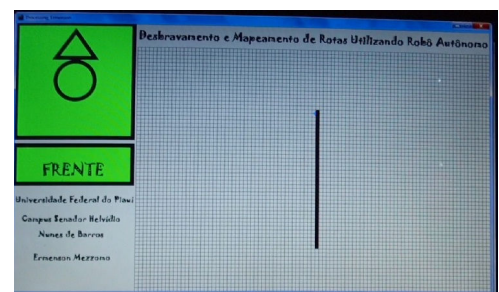 Desbravamento e Mapeamento de Rotas Utilizando Robô Autônomo
FRENTE
Universidade Federal do Piauí
Campus Senador Helvídio
Nunes de Barros
Ermenson Mezzomo